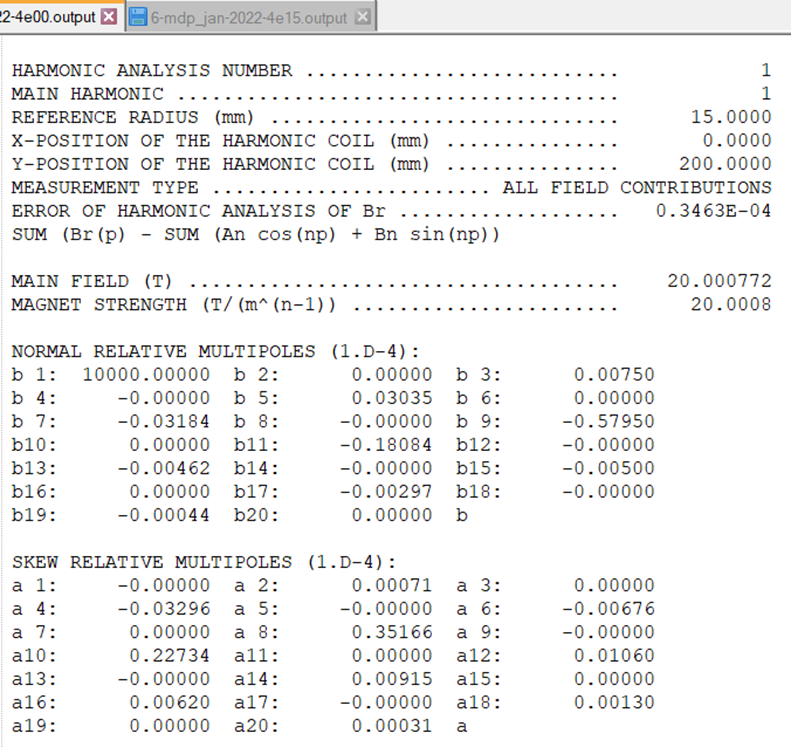 22-4e00.output 6-mdp_jan-2022-4e15.output
HARMONIC ANALYSIS NUMBER ............................ 1
MAIN HARMONIC ....................................... 1
REFERENCE RADIUS (mm) ............................... 15.0000
X-POSITION OF THE HARMONIC COIL (mm) ................ 0.0000
Y-POSITION OF THE HARMONIC COIL (mm) ................ 200.0000
MEASUREMENT TYPE ........................ ALL FIELD CONTRIBUTIONS
ERROR OF HARMONIC ANALYSIS OF Br .................... 0.3463E-04
SUM (Br(p) - SUM (An cos(np) + Bn sin(np))
MAIN FIELD (T) ...................................... 20.000772
MAGNET STRENGTH (T/(m^(n-1)) ........................ 20.0008
NORMAL RELATIVE MULTIPOLES (1.D-4):
b 1: 10000.00000 b 2: 0.00000 b 3: 0.00750
b 4: -0.00000 b 5: 0.03035 b 6: 0.00000
b 7: -0.03184 b 8: -0.00000 b 9: -0.57950
b10: 0.00000 b11: -0.18084 b12: -0.00000
b13: -0.00462 b14: -0.00000 b15: -0.00500
b16: 0.00000 b17: -0.00297 b18: -0.00000
b19: -0.00044 b20: 0.00000 b
SKEW RELATIVE MULTIPOLES (1.D-4):
a 1: -0.00000 a 2: 0.00071 a 3: 0.00000
a 4: -0.03296 a 5: -0.00000 a 6: -0.00676
a 7: 0.00000 a 8: 0.35166 a 9: -0.00000
a10: 0.22734 a11: 0.00000 a12: 0.01060
a13: -0.00000 a14: 0.00915 a15: 0.00000
a16: 0.00620 a17: -0.00000 a18: 0.00130
a19: 0.00000 a20: 0.00031 a